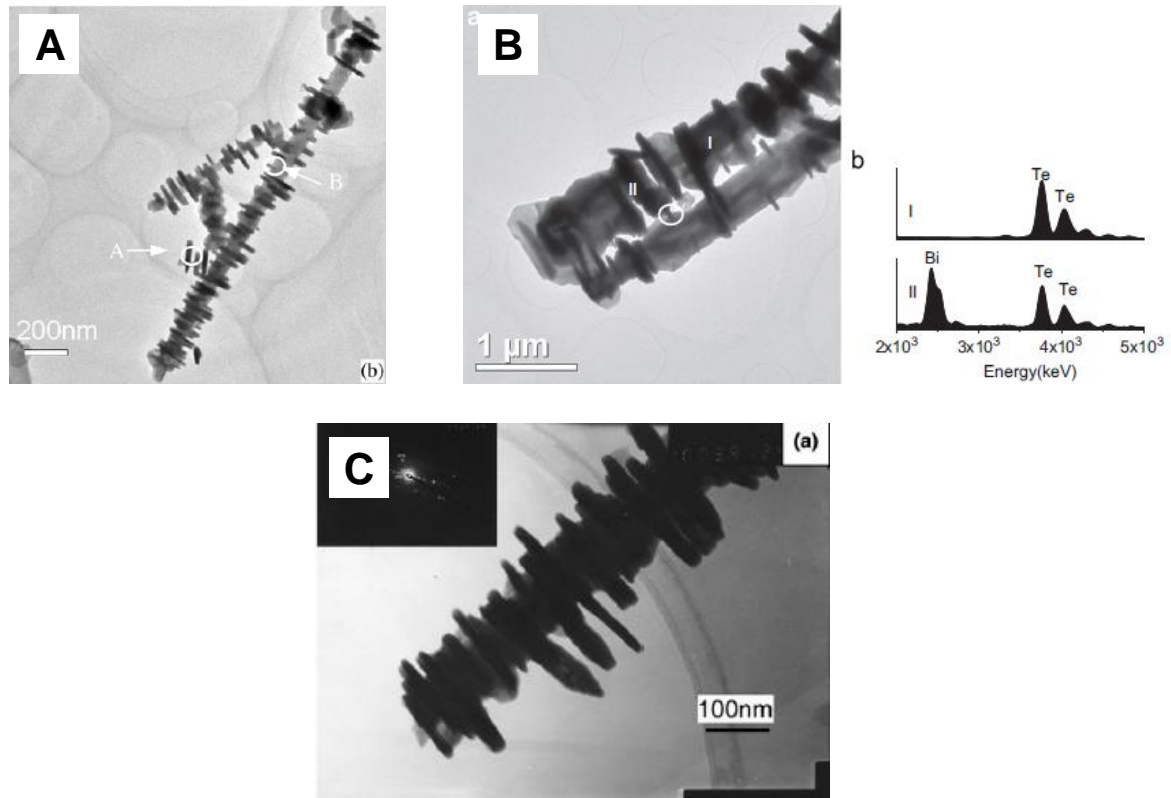 A
B
A
200nm
(b)
a
B
I
II
1 µm
b
Te
Te
I
Bi
Te
Te
II
2x10³ 3x10³ 4x10³ 5x10³
Energy(keV)
C
(a)
100nm